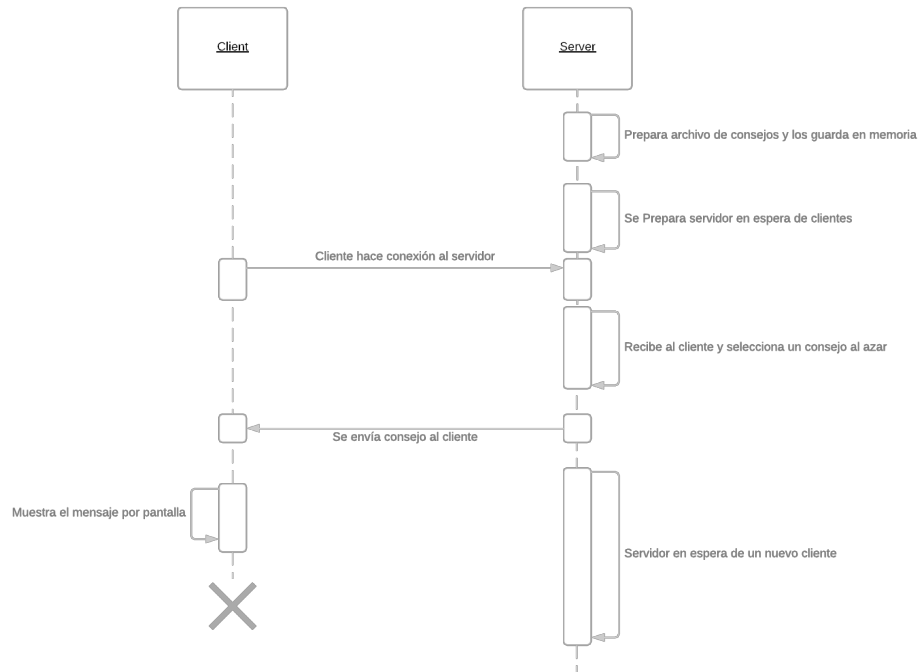 Client
Server
Prepara archivo de consejos y los guarda en memoria
Se Prepara servidor en espera de clientes
Cliente hace conexión al servidor
Recibe al cliente y selecciona un consejo al azar
Se envía consejo al cliente
Muestra el mensaje por pantalla
Servidor en espera de un nuevo cliente